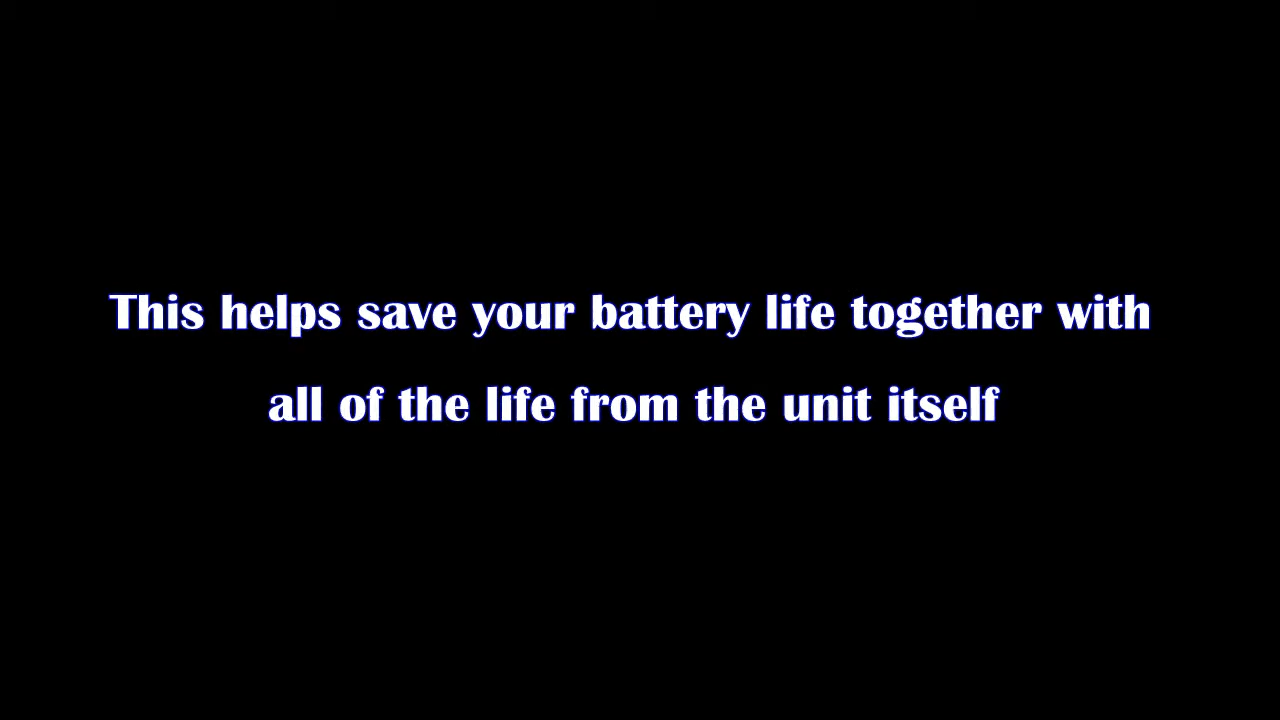 This helps save your battery life together with
all of the life from the unit itself